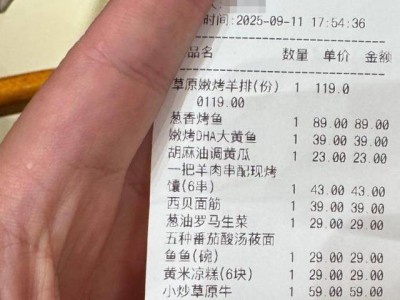 人:
时间:2025-09-11 17:54:36
品名 数量 单价 金额
草原嫩烤羊排(份) 1 119.0
0119.00
葱香烤鱼 1 89.00 89.00
嫩烤DHA大黄鱼 1 39.00 39.00
胡麻油调黄瓜 1 23.00 23.00
一把羊肉串配现烤
馕(6串) 1 43.00 43.00
西贝面筋 1 39.00 39.00
葱油罗马生菜 1 29.00 29.00
五种番茄酸汤莜面
鱼鱼(碗) 1 29.00 29.00
黄米凉糕(6块) 1 29.00 29.00
小炒草原牛 1 59.00 59.00